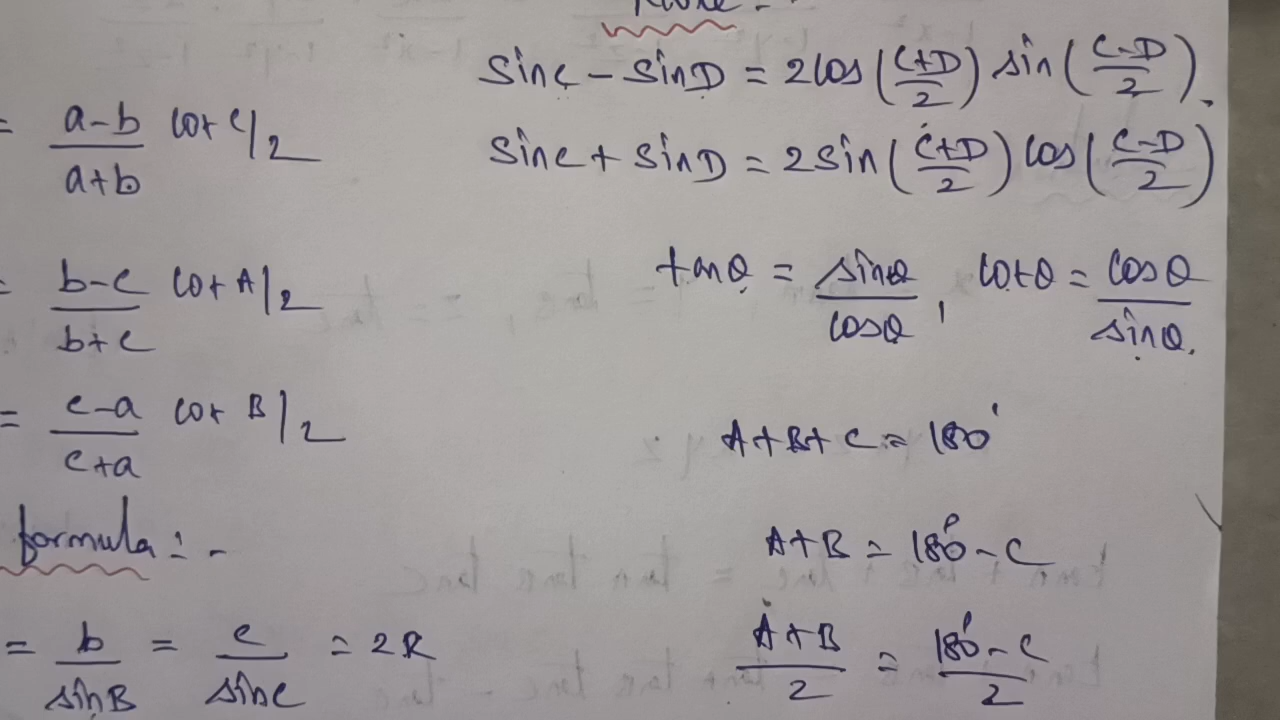 Note:-
sinc - sinD = 2cos(C+D/2) sin(C-D/2).
= a-b/a+b cot C/2
sinc + sinD = 2sin(C+D/2) cos(C-D/2)
= b-c/b+c cot A/2
tanθ = sinθ/cosθ, cotθ = cosθ/sinθ.
= c-a/c+a cot B/2
A+B+C = 180°
formula:-
A+B = 180°-C
= b/sinB = c/sinc = 2R
A+B/2 = 180°-C/2